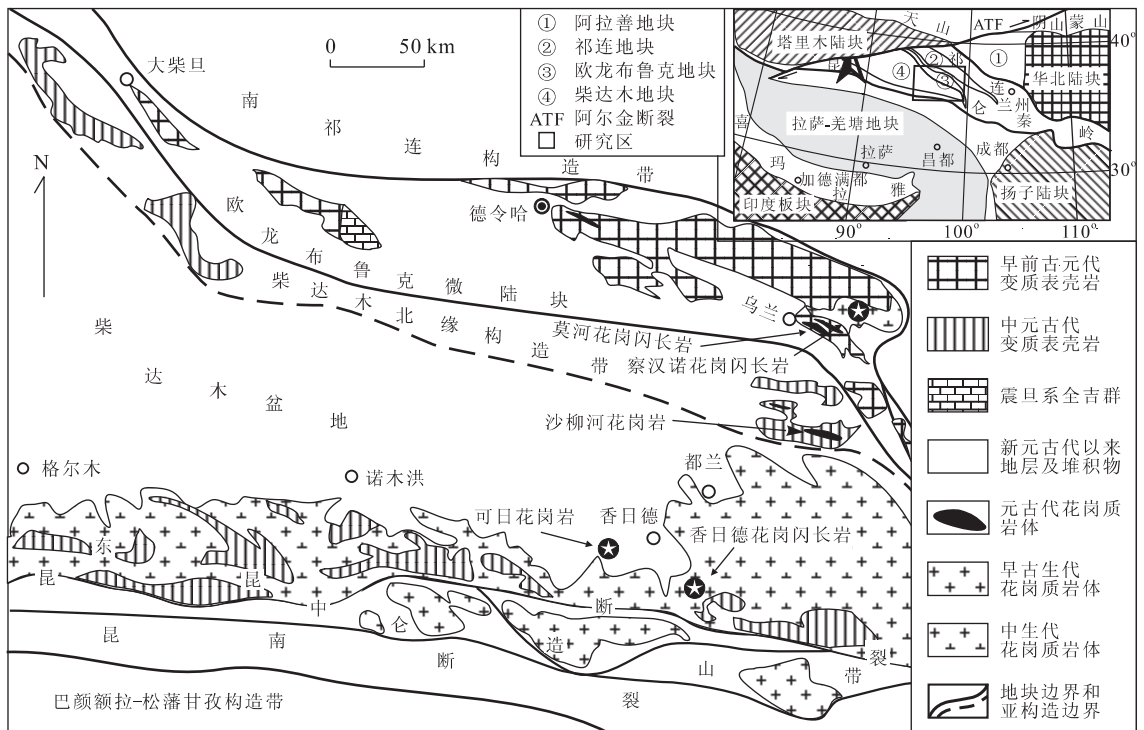 0 50 km
① 阿拉善地块
② 祁连地块
③ 欧龙布鲁克地块
④ 柴达木地块
ATF 阿尔金断裂
研究区
天山
ATF
阴山
蒙山
40°
塔里木陆块
昆
祁
②
①
④
③
连
华北陆块
仑
兰州
秦
岭
拉萨-羌塘地块
喜
玛
拉
雅
拉萨
昌都
成都
加德满都
30°
印度板块
扬子陆块
90°
100°
110°
大柴旦
南
祁
连
构
造
带
N
德令哈
欧
龙
布
鲁
克
微
陆
块
柴
达
木
北
缘
构
造
带
乌兰
莫河花岗闪长岩
察汉诺花岗闪长岩
沙柳河花岗岩
柴
达
木
盆
地
格尔木
诺木洪
都兰
可日花岗岩
香日德
香日德花岗闪长岩
东
昆
昆
中
断
裂
仑
造
山
带
昆
南
断
裂
巴颜额拉-松藩甘孜构造带
早前古元代
变质表壳岩
中元古代
变质表壳岩
震旦系全吉群
新元古代以来
地层及堆积物
元古代花岗质
岩体
早古生代
花岗质岩体
中生代
花岗质岩体
地块边界和
亚构造边界